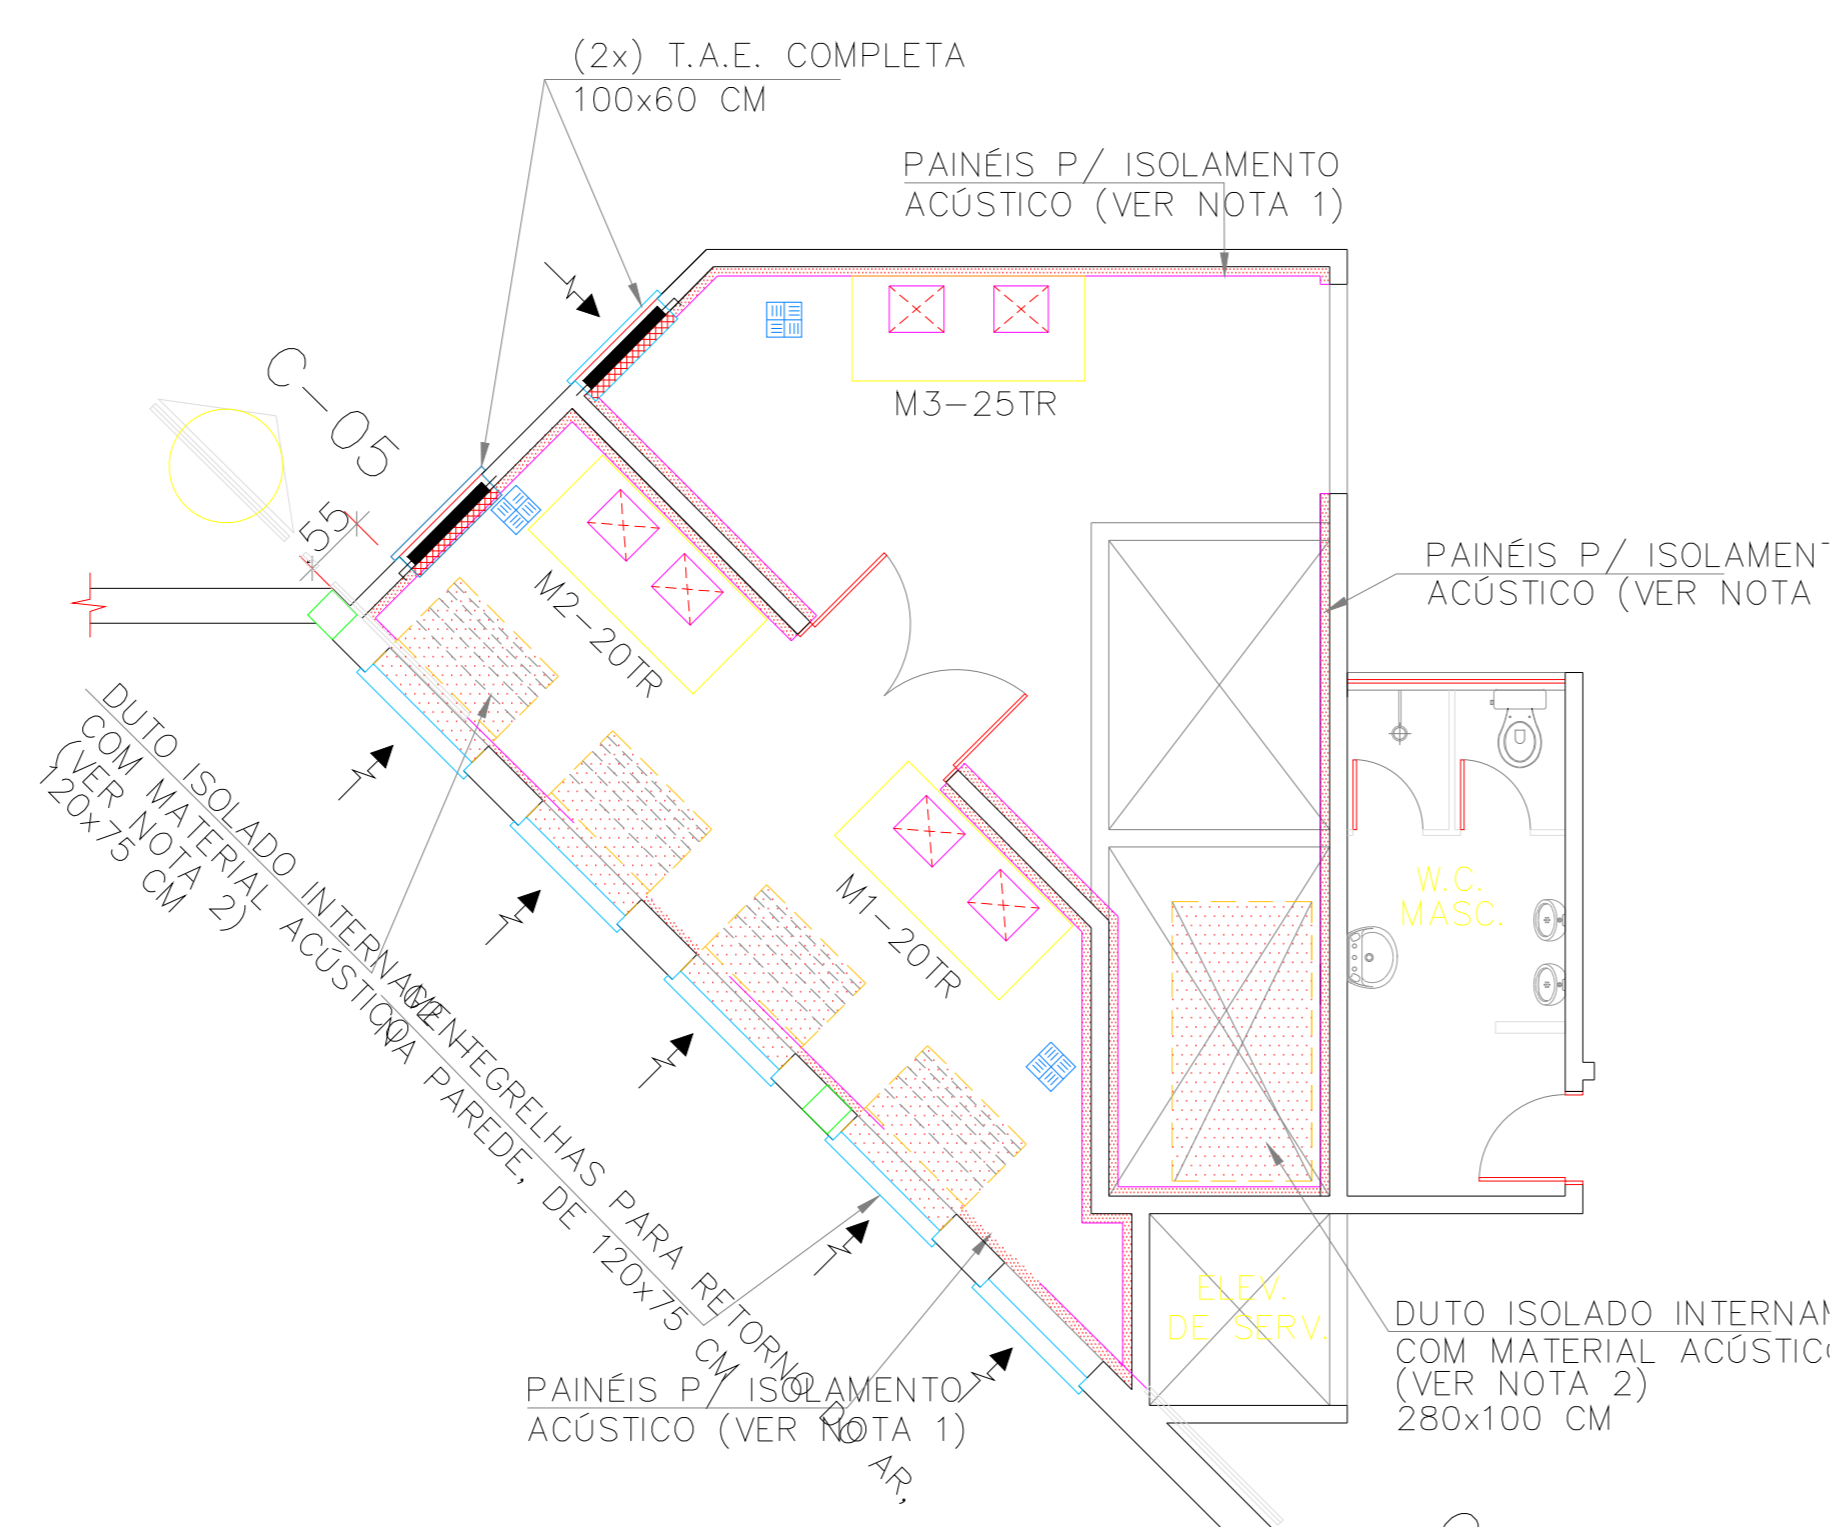 (2x) T.A.E. COMPLETA
100x60 CM
PAINÉIS P/ ISOLAMENTO
ACÚSTICO (VER NOTA 1)
C-05
55
M3-25TR
M2-20TR
M1-20TR
PAINÉIS P/ ISOLAMENT
ACÚSTICO (VER NOTA
W.C.
MASC.
DUTO ISOLADO INTERNAMENTE
COM MATERIAL ACÚSTICO
(VER NOTA 2)
120x75 CM
GRELHAS PARA RETORNO DO AR,
NA PAREDE, DE 120x75 CM
PAINÉIS P/ ISOLAMENTO
ACÚSTICO (VER NOTA 1)
ELEV.
DE SERV.
DUTO ISOLADO INTERNAM
COM MATERIAL ACÚSTICO
(VER NOTA 2)
280x100 CM